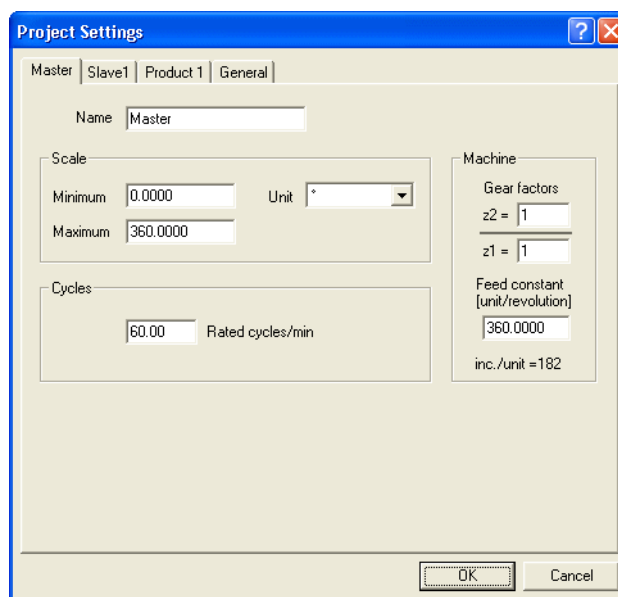 Project Settings
Master Slave1 Product 1 General
Name Master
Scale
Minimum 0.0000 Unit °
Maximum 360.0000
Machine
Gear factors
z2 = 1
z1 = 1
Feed constant
[unit/revolution]
360.0000
inc./unit =182
Cycles
60.00 Rated cycles/min
OK Cancel